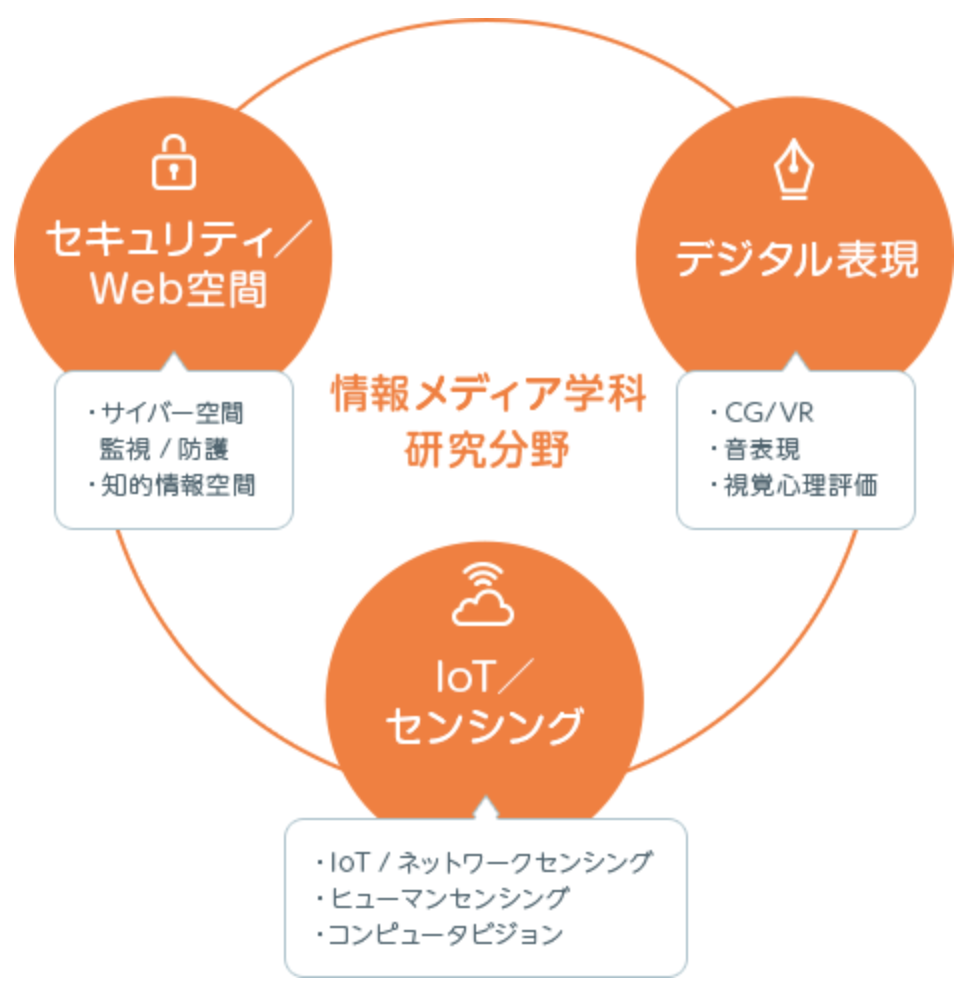 セキュリティ／
Web空間
・サイバー空間
監視 / 防護
・知的情報空間
デジタル表現
・CG/VR
・音表現
・視覚心理評価
情報メディア学科
研究分野
IoT／
センシング
・IoT / ネットワークセンシング
・ヒューマンセンシング
・コンピュータビジョン